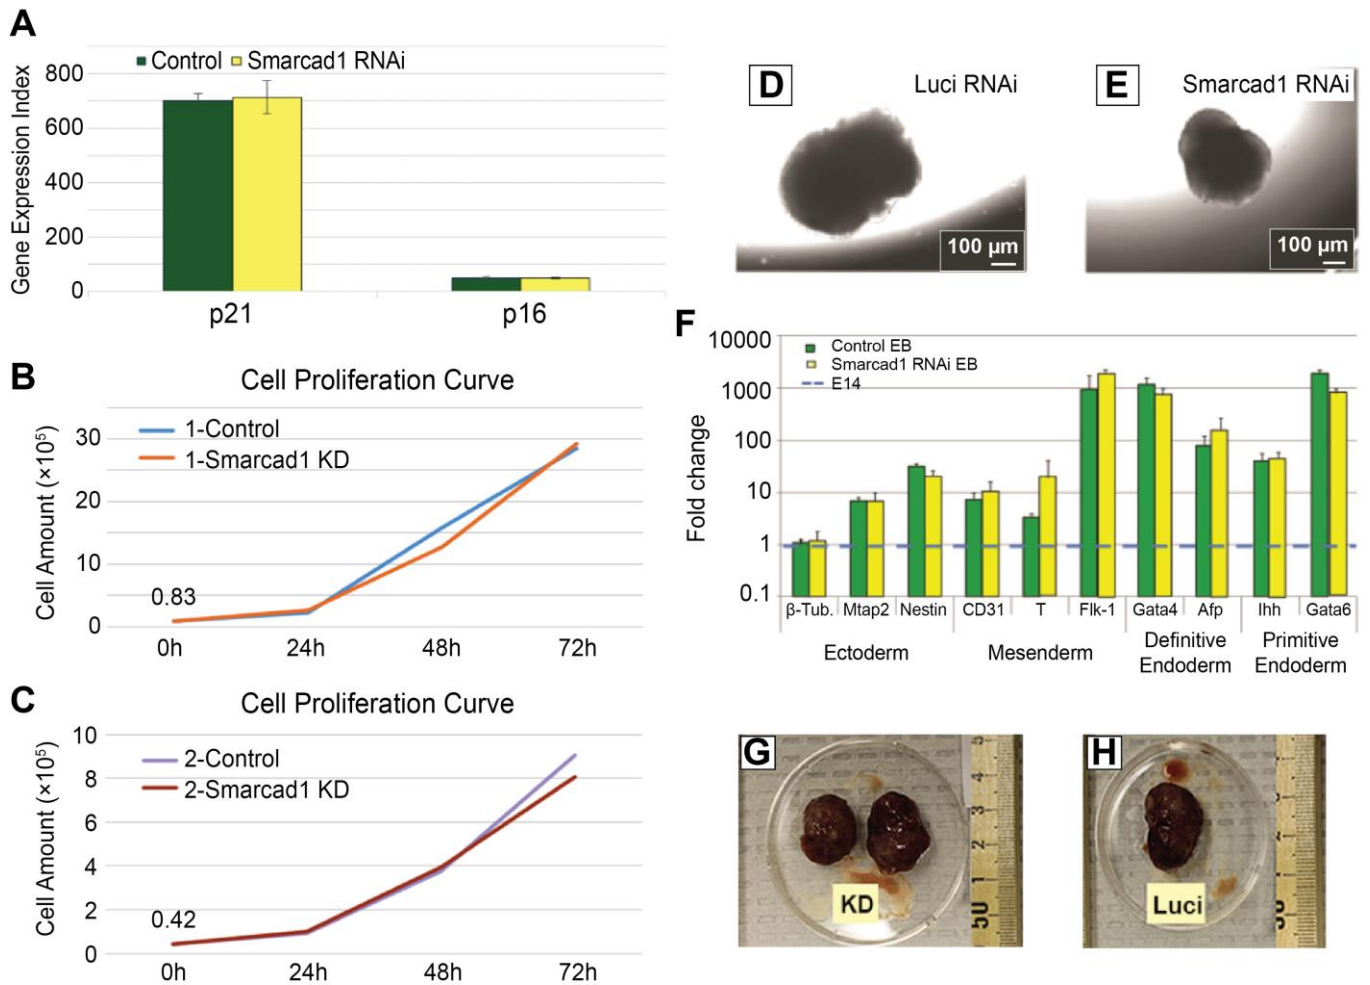 A
Control Smarcad1 RNAi
Gene Expression Index
800
600
400
200
0
p21 p16
B
Cell Proliferation Curve
1-Control
1-Smarcad1 KD
Cell Amount (×10⁵)
30
20
10
0
0.83
0h 24h 48h 72h
C
Cell Proliferation Curve
2-Control
2-Smarcad1 KD
Cell Amount (×10⁵)
10
8
6
4
2
0
0.42
0h 24h 48h 72h
D Luci RNAi
100 µm
E Smarcad1 RNAi
100 µm
F
Control EB
Smarcad1 RNAi EB
E14
Fold change
10000
1000
100
10
1
0.1
β-Tub. Mtap2 Nestin CD31 T Flk-1 Gata4 Afp Ihh Gata6
Ectoderm Mesenderm Definitive Endoderm Primitive Endoderm
G
KD
4
3
2
1
50
H
Luci